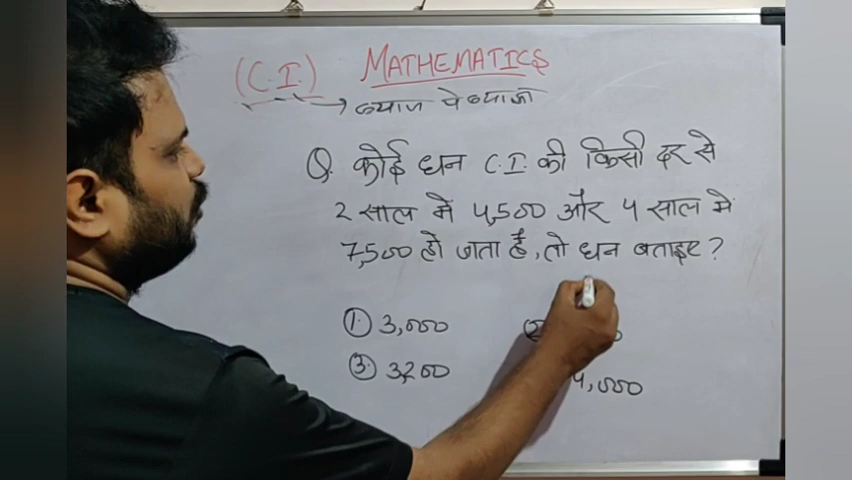 (C.I.) MATHEMATICS
→ ब्याज पे ब्याज
Q. कोई धन C.I. की किसी दर से
2 साल में 4,500 और 4 साल में
7,500 हो जाता है, तो धन बताइए ?
1. 3,000
3. 3,200
4,000